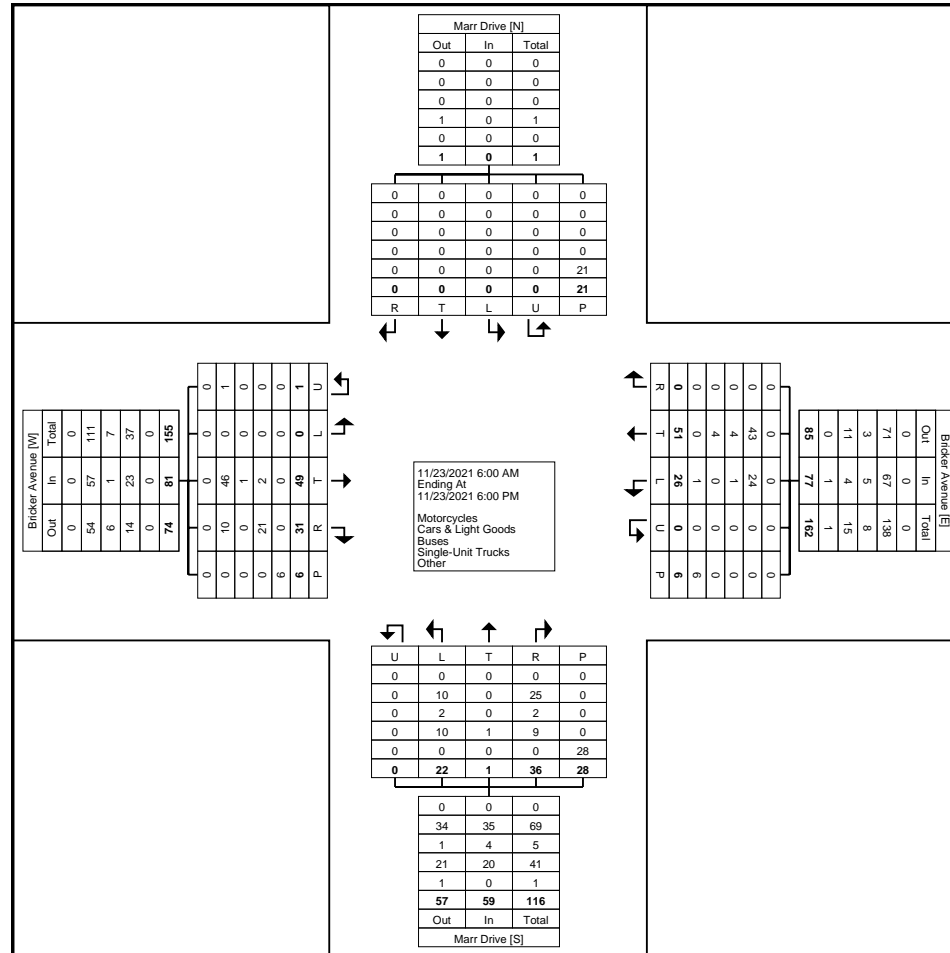 Marr Drive [N]
Out In Total
0 0 0
0 0 0
0 0 0
1 0 1
0 0 0
1 0 1
0 0 0 0 0
0 0 0 0 0
0 0 0 0 0
0 0 0 0 0
0 0 0 0 21
0 0 0 0 21
R T L U P
Bricker Avenue [W]
Out In Total
0 0 0
54 57 111
6 1 7
14 23 37
0 0 0
74 81 155
0 0 0 0 0
0 10 46 0 1
0 0 1 0 0
0 21 2 0 0
6 0 0 0 0
6 31 49 0 1
P R T L U
11/23/2021 6:00 AM
Ending At
11/23/2021 6:00 PM
Motorcycles
Cars & Light Goods
Buses
Single-Unit Trucks
Other
Bricker Avenue [E]
Out In Total
0 0 0
71 67 138
3 5 8
11 4 15
0 1 1
85 77 162
0 0 0 0 0
0 43 24 0 0
0 4 0 0 0
0 4 1 0 0
0 0 1 0 6
0 51 26 0 6
R T L U P
U L T R P
0 0 0 0 0
0 10 0 25 0
0 2 0 2 0
0 10 1 9 0
0 0 0 0 28
0 22 1 36 28
0 0 0
34 35 69
1 4 5
21 20 41
1 0 1
57 59 116
Out In Total
Marr Drive [S]